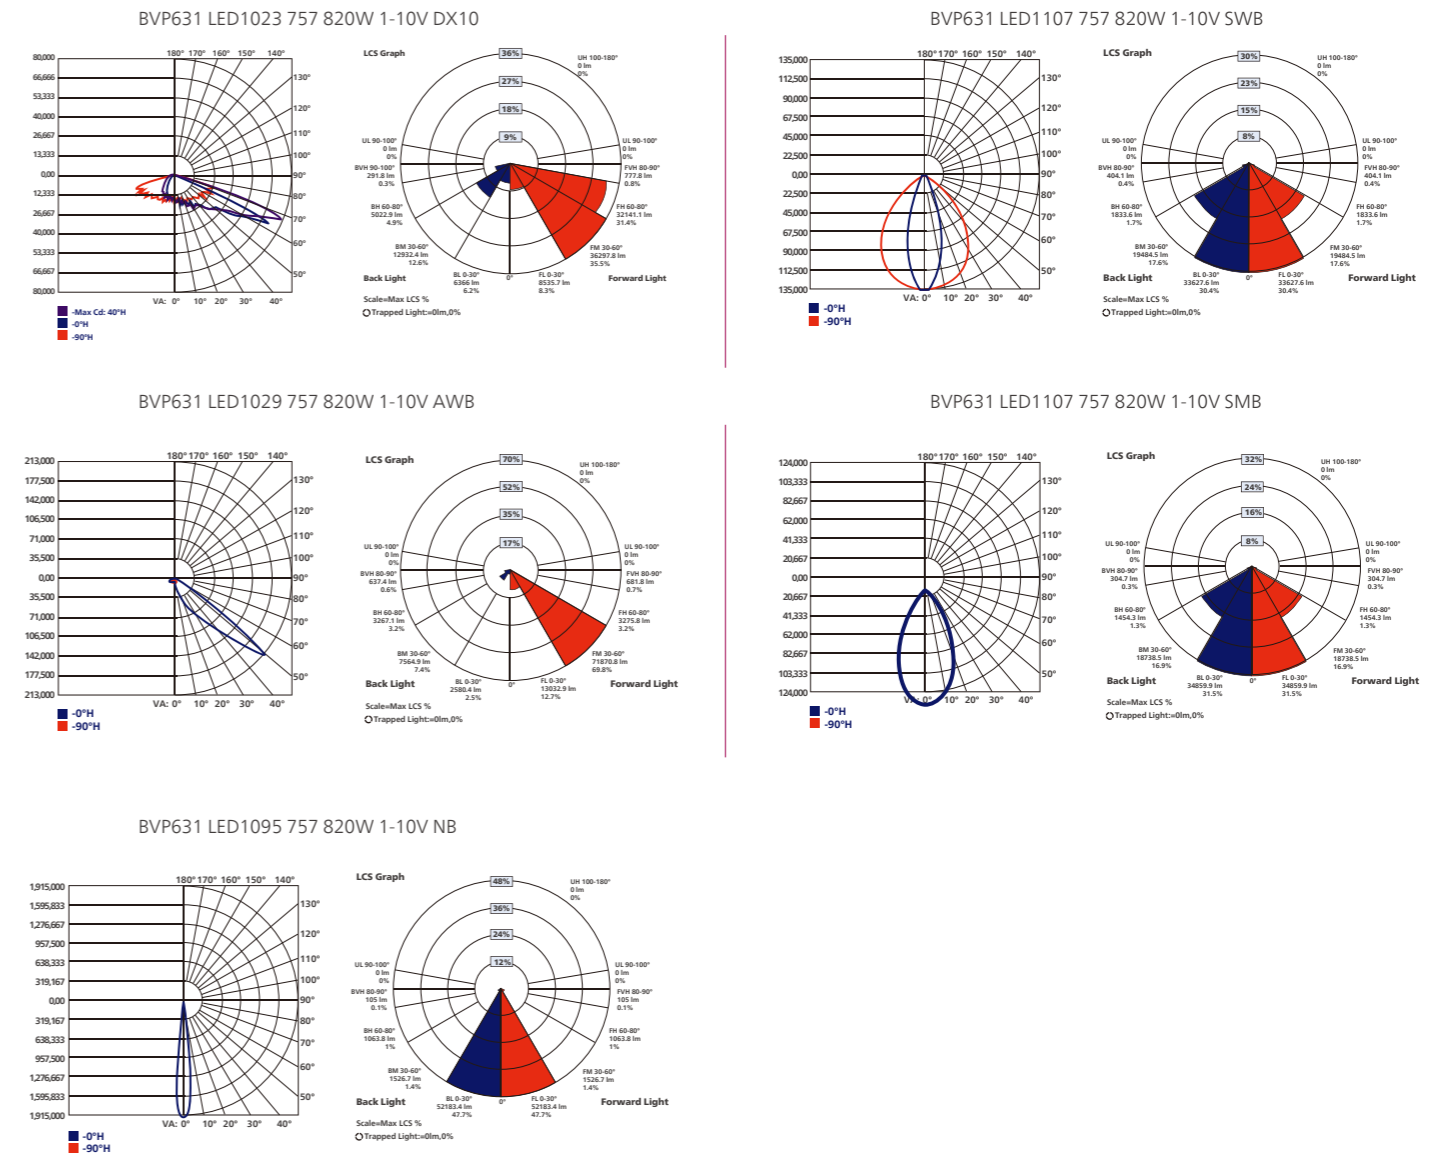 BVP631 LED1023 757 820W 1-10V DX10
80,000
66,666
53,333
40,000
26,667
13,333
0,00
12,333
26,667
40,000
53,333
66,667
80,000
180° 170° 160° 150° 140°
130°
120°
110°
100°
90°
80°
70°
60°
50°
VA: 0° 10° 20° 30° 40°
-Max Cd: 40°H
-0°H
-90°H
LCS Graph
36%
27%
18%
9%
UH 100-180°
0 lm
0%
UL 90-100°
0 lm
0%
BVH 90-100°
291.8 lm
0.3%
BH 60-80°
5022.9 lm
4.9%
BM 30-60°
12932.4 lm
12.6%
Back Light
BL 0-30°
6366 lm
6.2%
0°
FL 0-30°
8535.7 lm
8.3%
UL 90-100°
0 lm
0%
FVH 80-90°
777.8 lm
0.8%
FH 60-80°
32141.1 lm
31.4%
FM 30-60°
36297.8 lm
35.5%
Forward Light
Scale=Max LCS %
Trapped Light:=0lm,0%
BVP631 LED1107 757 820W 1-10V SWB
135,000
112,500
90,000
67,500
45,000
22,500
0,00
22,500
45,000
67,500
90,000
112,500
135,000
180° 170° 160° 150° 140°
130°
120°
110°
100°
90°
80°
70°
60°
50°
VA: 0° 10° 20° 30° 40°
-0°H
-90°H
LCS Graph
30%
23%
15%
8%
UH 100-180°
0 lm
0%
UL 90-100°
0 lm
0%
BVH 80-90°
404.1 lm
0.4%
BH 60-80°
1833.6 lm
1.7%
BM 30-60°
19484.5 lm
17.6%
Back Light
BL 0-30°
33627.6 lm
30.4%
0°
FL 0-30°
33627.6 lm
30.4%
UL 90-100°
0 lm
0%
FVH 80-90°
404.1 lm
0.4%
FH 60-80°
1833.6 lm
1.7%
FM 30-60°
19484.5 lm
17.6%
Forward Light
Scale=Max LCS %
Trapped Light:=0lm,0%
BVP631 LED1029 757 820W 1-10V AWB
213,000
177,500
142,000
106,500
71,000
35,500
0,00
35,500
71,000
106,500
142,000
177,500
213,000
180° 170° 160° 150° 140°
130°
120°
110°
100°
90°
80°
70°
60°
50°
VA: 0° 10° 20° 30° 40°
-0°H
-90°H
LCS Graph
70%
52%
35%
17%
UH 100-180°
0 lm
0%
UL 90-100°
0 lm
0%
BVH 80-90°
637.4 lm
0.6%
BH 60-80°
3267.1 lm
3.2%
BM 30-60°
7564.9 lm
7.4%
Back Light
BL 0-30°
2580.4 lm
2.5%
0°
FL 0-30°
13032.9 lm
12.7%
UL 90-100°
0 lm
0%
FVH 80-90°
681.8 lm
0.7%
FH 60-80°
3275.8 lm
3.2%
FM 30-60°
71870.8 lm
69.8%
Forward Light
Scale=Max LCS %
Trapped Light:=0lm,0%
BVP631 LED1107 757 820W 1-10V SMB
124,000
103,333
82,667
62,000
41,333
20,667
0,00
20,667
41,333
62,000
82,667
103,333
124,000
180° 170° 160° 150° 140°
130°
120°
110°
100°
90°
80°
70°
60°
50°
VA: 0° 10° 20° 30° 40°
-0°H
-90°H
LCS Graph
32%
24%
16%
8%
UH 100-180°
0 lm
0%
UL 90-100°
0 lm
0%
BVH 80-90°
304.7 lm
0.3%
BH 60-80°
1454.3 lm
1.3%
BM 30-60°
18738.5 lm
16.9%
Back Light
BL 0-30°
34859.9 lm
31.5%
0°
FL 0-30°
34859.9 lm
31.5%
UL 90-100°
0 lm
0%
FVH 80-90°
304.7 lm
0.3%
FH 60-80°
1454.3 lm
1.3%
FM 30-60°
18738.5 lm
16.9%
Forward Light
Scale=Max LCS %
Trapped Light:=0lm,0%
BVP631 LED1095 757 820W 1-10V NB
1,915,000
1,595,833
1,276,667
957,500
638,333
319,167
0,00
319,167
638,333
957,500
1,276,667
1,595,833
1,915,000
180° 170° 160° 150° 140°
130°
120°
110°
100°
90°
80°
70°
60°
50°
VA: 0° 10° 20° 30° 40°
-0°H
-90°H
LCS Graph
48%
36%
24%
12%
UH 100-180°
0 lm
0%
UL 90-100°
0 lm
0%
BVH 80-90°
105 lm
0.1%
BH 60-80°
1063.8 lm
1%
BM 30-60°
1526.7 lm
1.4%
Back Light
BL 0-30°
52183.4 lm
47.7%
0°
FL 0-30°
52183.4 lm
47.7%
UL 90-100°
0 lm
0%
FVH 80-90°
105 lm
0.1%
FH 60-80°
1063.8 lm
1%
FM 30-60°
1526.7 lm
1.4%
Forward Light
Scale=Max LCS %
Trapped Light:=0lm,0%